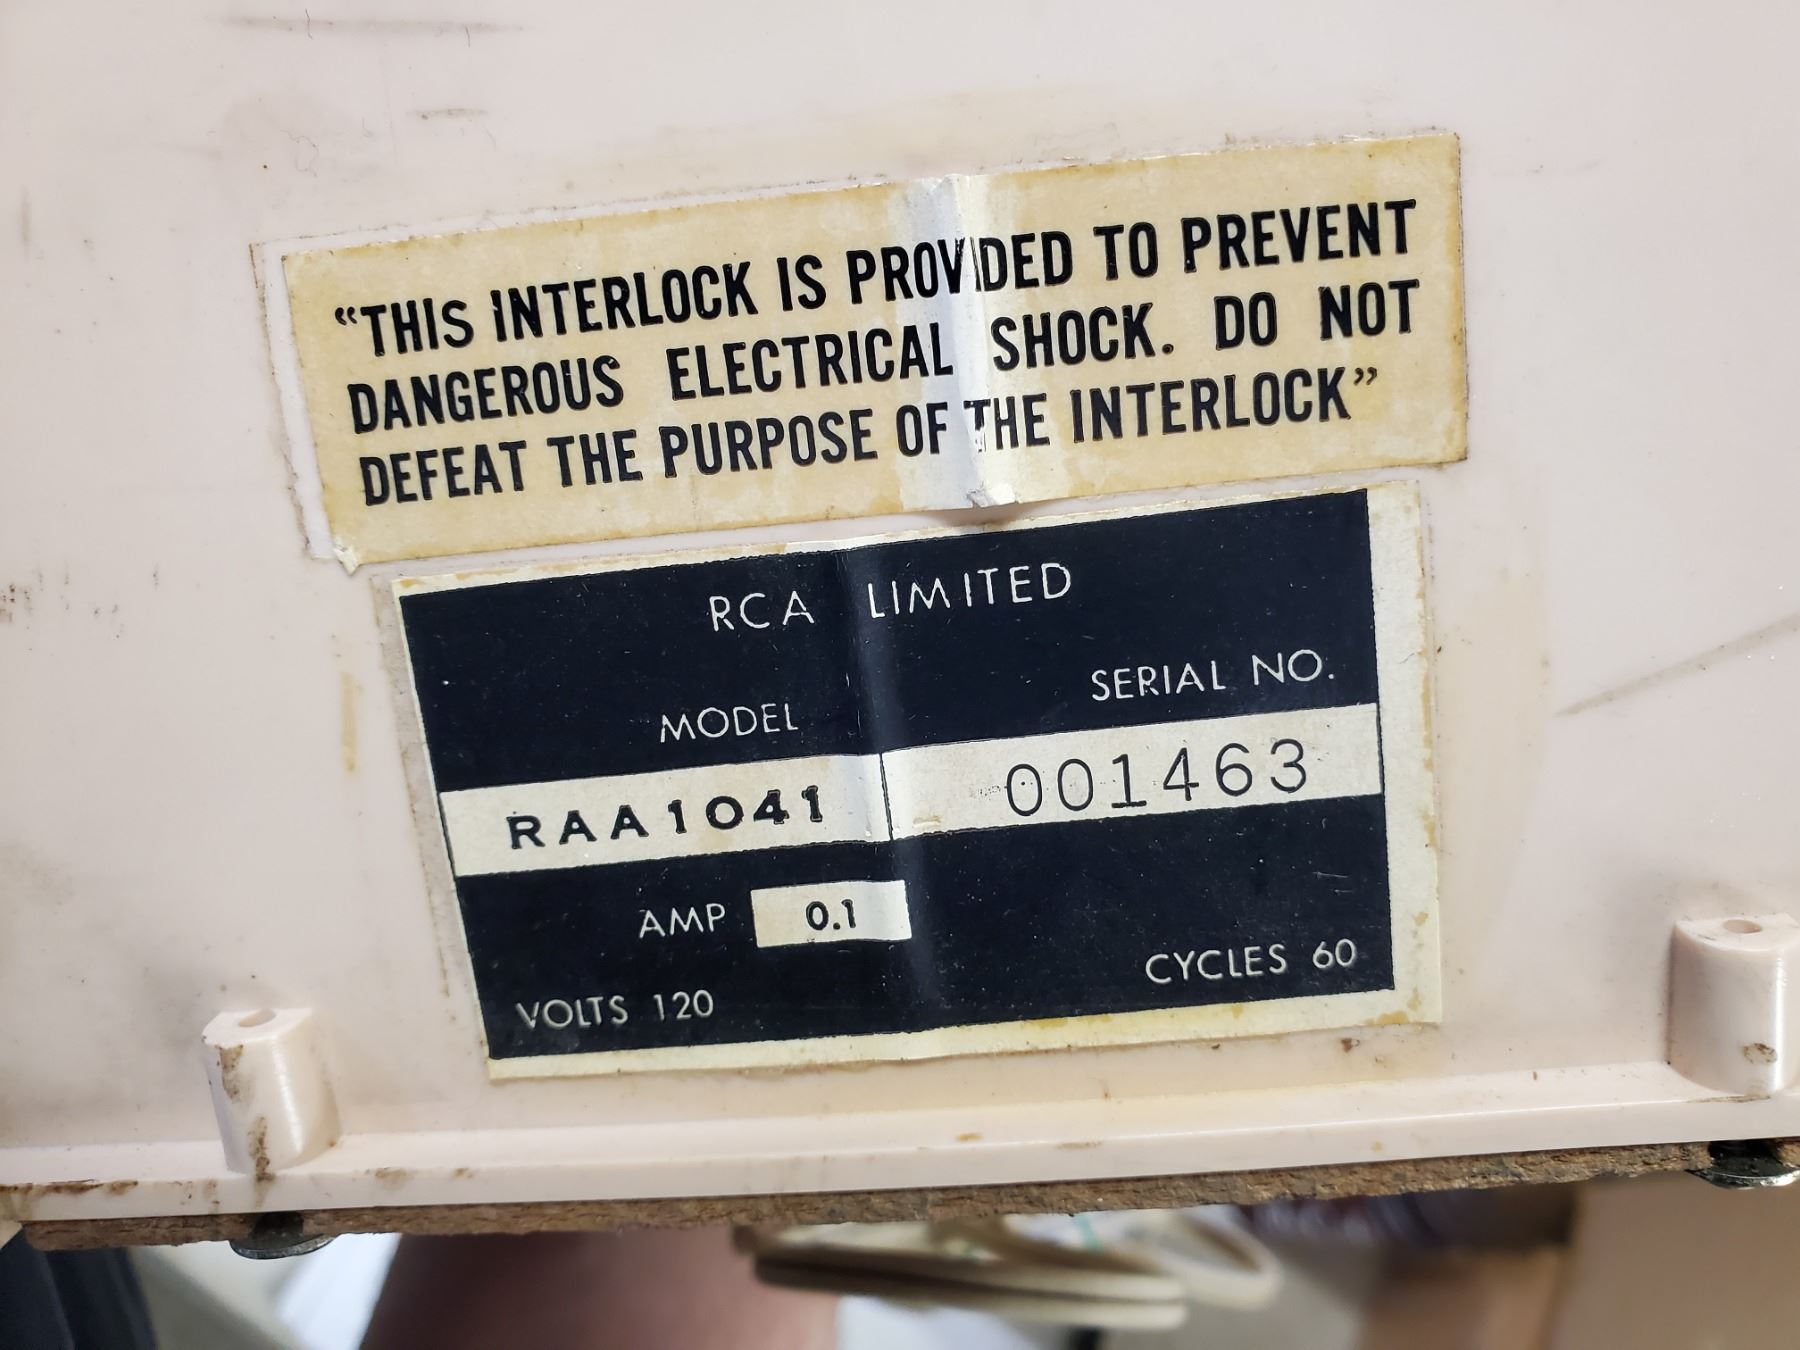 “THIS INTERLOCK IS PROVIDED TO PREVENT
DANGEROUS ELECTRICAL SHOCK. DO NOT
DEFEAT THE PURPOSE OF THE INTERLOCK”
RCA LIMITED
MODEL SERIAL NO.
RAA1041 001463
AMP 0.1
VOLTS 120 CYCLES 60